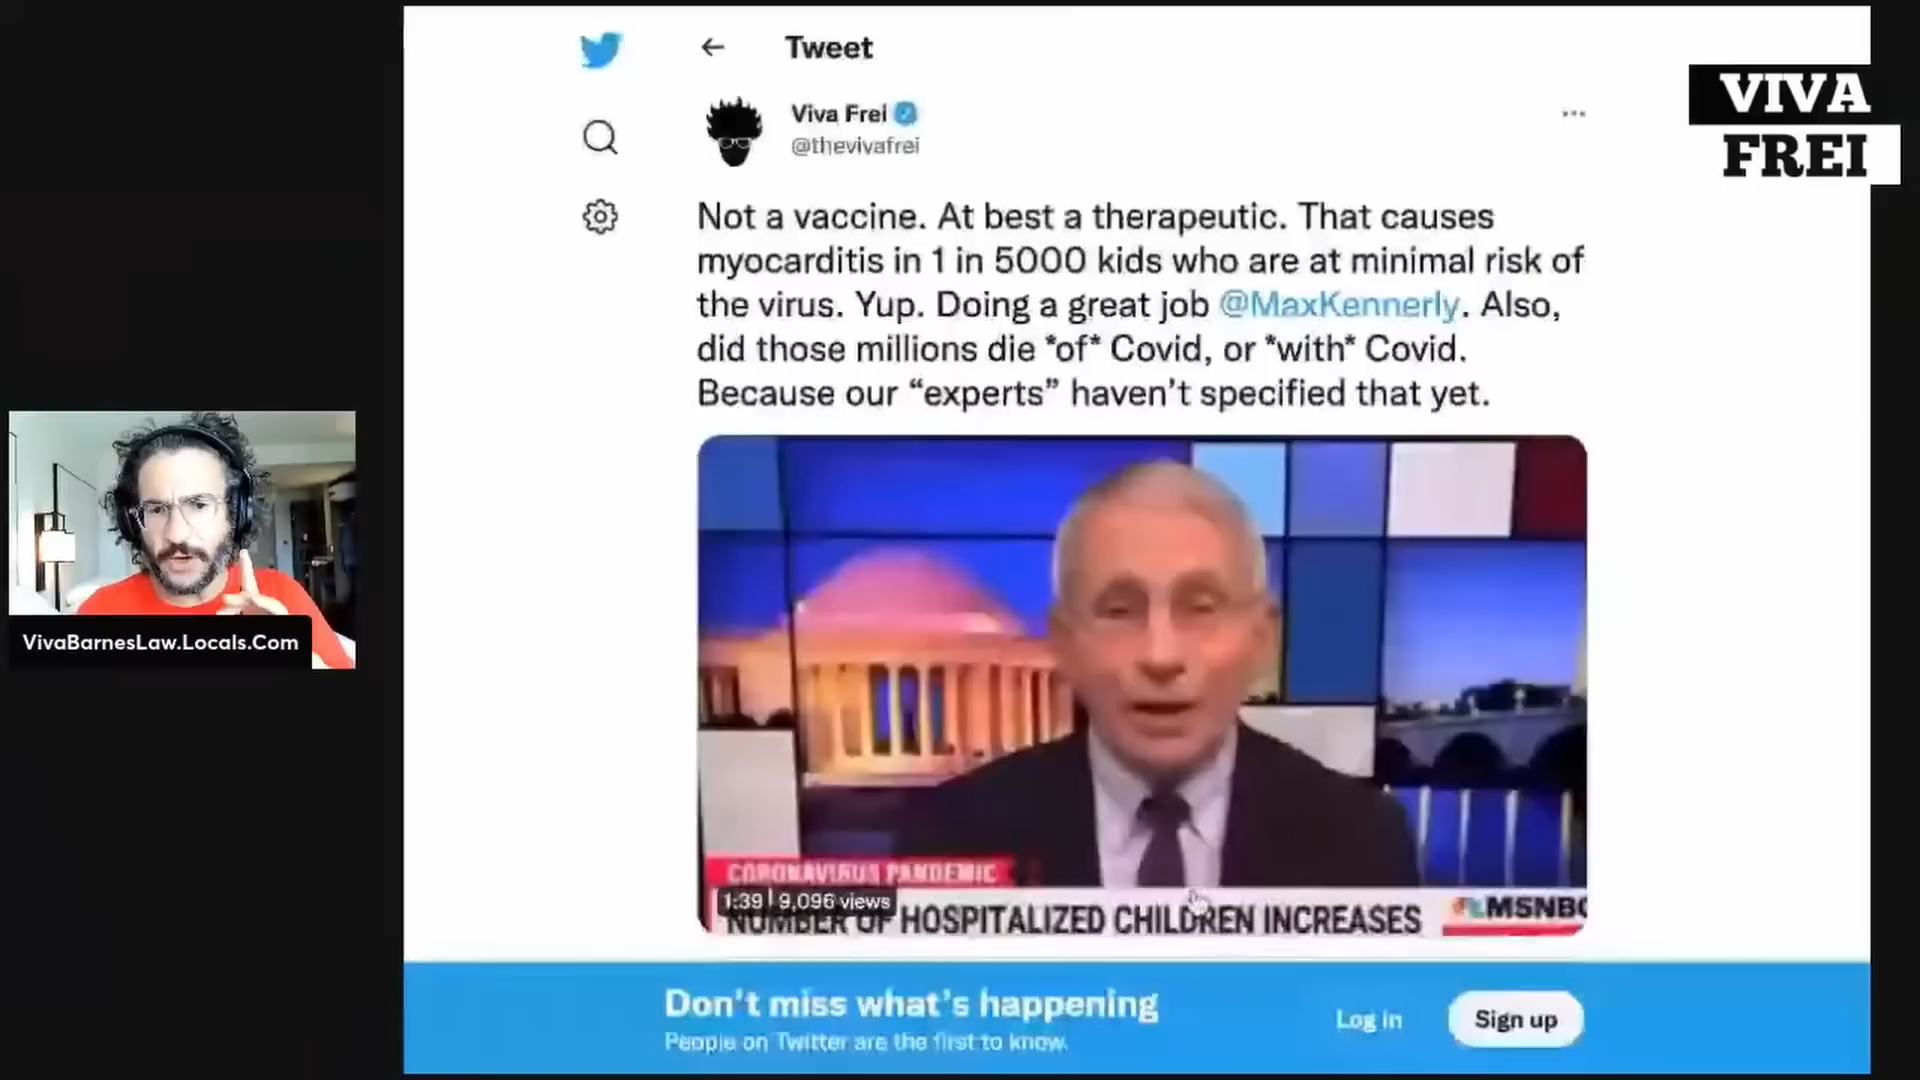 Tweet
VIVA
FREI
Viva Frei
@thevivafrei
Not a vaccine. At best a therapeutic. That causes
myocarditis in 1 in 5000 kids who are at minimal risk of
the virus. Yup. Doing a great job @MaxKennerly. Also,
did those millions die *of* Covid, or *with* Covid.
Because our “experts” haven’t specified that yet.
VivaBarnesLaw.Locals.Com
CORONAVIRUS PANDEMIC
1:39 | 9,096 views
NUMBER OF HOSPITALIZED CHILDREN INCREASES
MSNBC
Don’t miss what’s happening
People on Twitter are the first to know.
Log in
Sign up